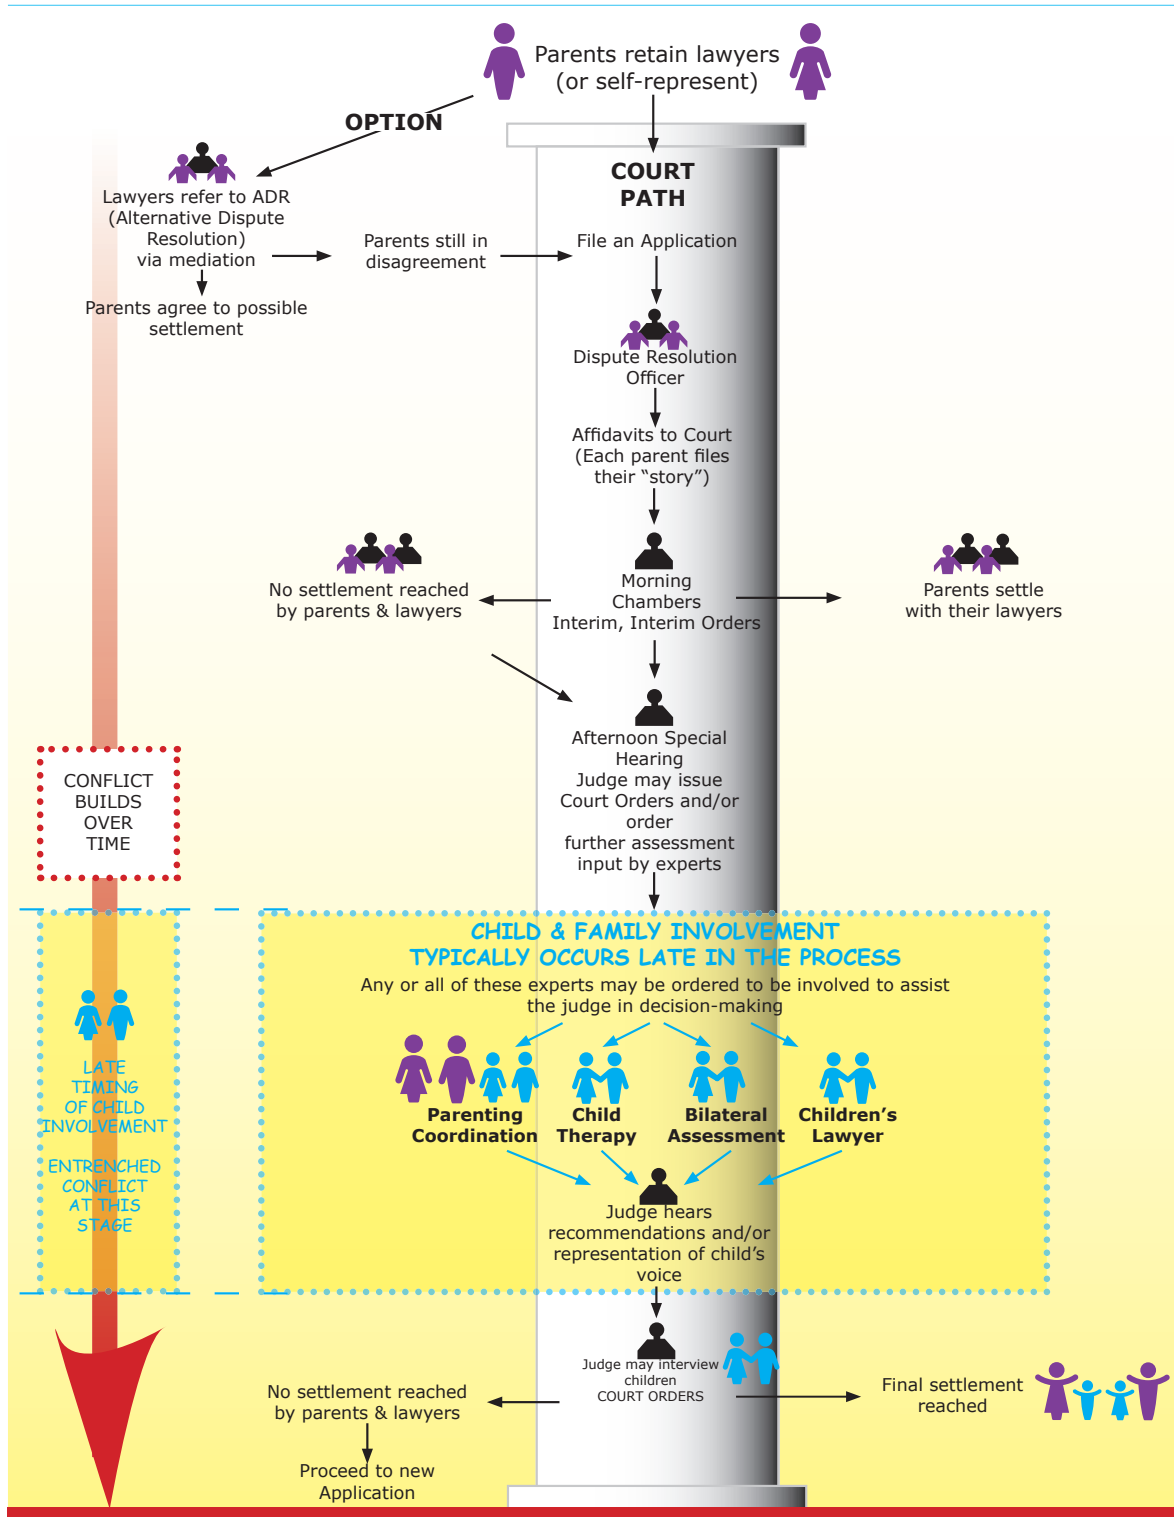 Parents retain lawyers
(or self-represent)
OPTION
COURT
PATH
Lawyers refer to ADR
(Alternative Dispute
Resolution)
via mediation
Parents still in
disagreement
File an Application
Parents agree to possible
settlement
Dispute Resolution
Officer
Affidavits to Court
(Each parent files
their “story”)
No settlement reached
by parents & lawyers
Morning
Chambers
Interim, Interim Orders
Parents settle
with their lawyers
Afternoon Special
Hearing
Judge may issue
Court Orders and/or
order
further assessment
input by experts
CONFLICT
BUILDS
OVER
TIME
CHILD & FAMILY INVOLVEMENT
TYPICALLY OCCURS LATE IN THE PROCESS
Any or all of these experts may be ordered to be involved to assist
the judge in decision-making
LATE
TIMING
OF CHILD
INVOLVEMENT
ENTRENCHED
CONFLICT
AT THIS
STAGE
Parenting
Coordination
Child
Therapy
Bilateral
Assessment
Children’s
Lawyer
Judge hears
recommendations and/or
representation of child’s
voice
Judge may interview
children
COURT ORDERS
No settlement reached
by parents & lawyers
Final settlement
reached
Proceed to new
Application